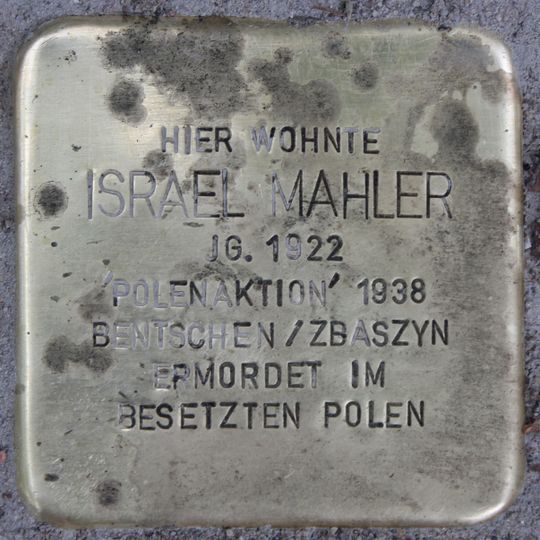 HIER WOHNTE
ISRAEL MAHLER
JG. 1922
'POLENAKTION' 1938
BENTSCHEN/ZBASZYN
ERMORDET IM
BESETZTEN POLEN